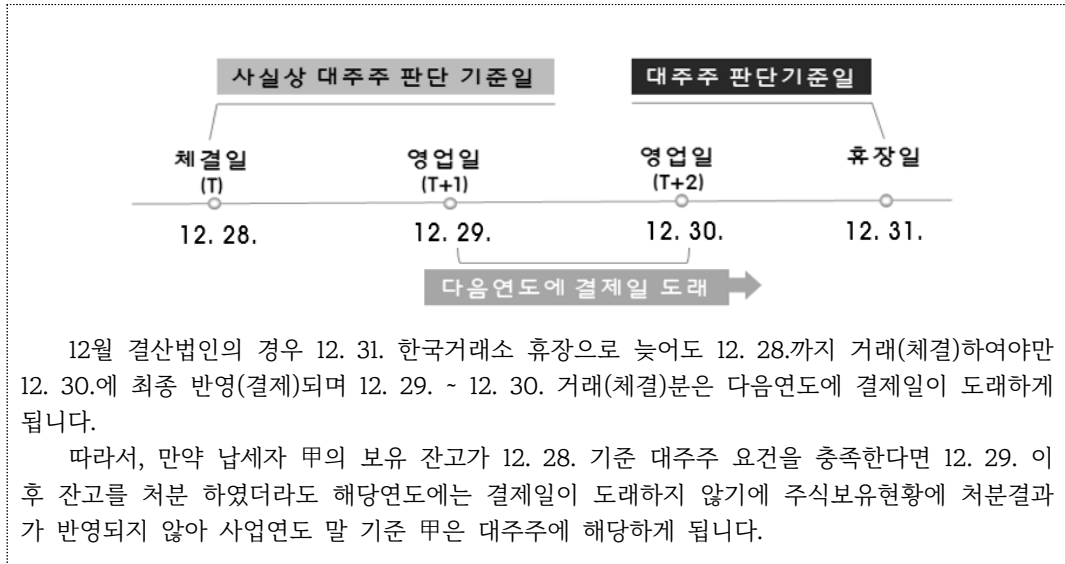 사실상 대주주 판단 기준일 대주주 판단기준일
체결일 영업일 영업일 휴장일
(T) (T+1) (T+2)
12. 28. 12. 29. 12. 30. 12. 31.
다음연도에 결제일 도래
12월 결산법인의 경우 12. 31. 한국거래소 휴장으로 늦어도 12. 28.까지 거래(체결)하여야만
12. 30.에 최종 반영(결제)되며 12. 29. ~ 12. 30. 거래(체결)분은 다음연도에 결제일이 도래하게
됩니다.
따라서, 만약 납세자 甲의 보유 잔고가 12. 28. 기준 대주주 요건을 충족한다면 12. 29. 이
후 잔고를 처분 하였더라도 해당연도에는 결제일이 도래하지 않기에 주식보유현황에 처분결과
가 반영되지 않아 사업연도 말 기준 甲은 대주주에 해당하게 됩니다.